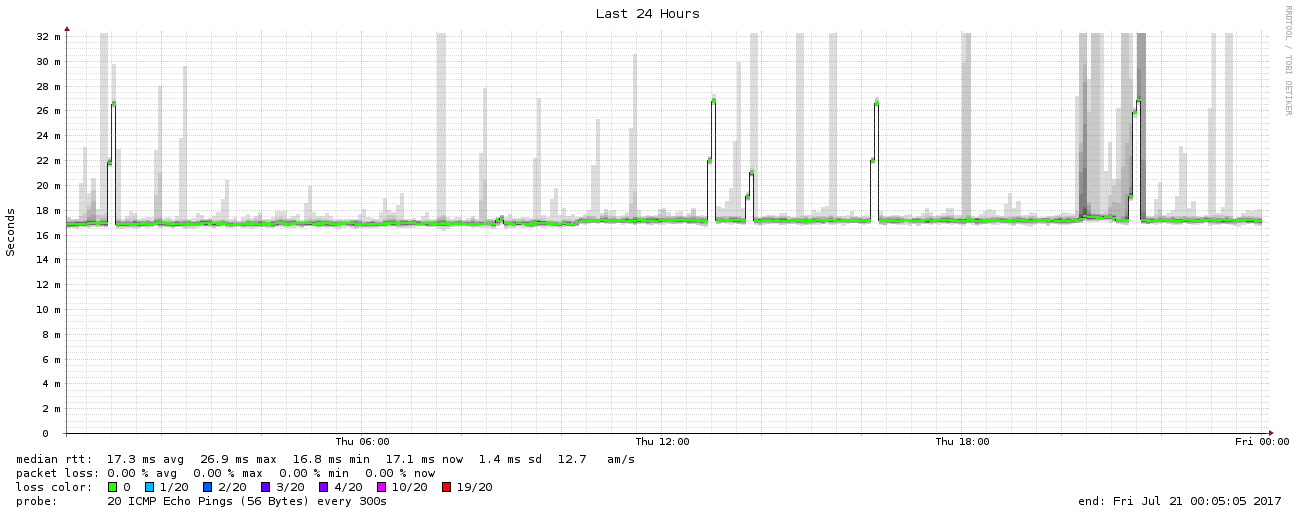 Last 24 Hours
RRDTOOL / TOBI OETIKER
Seconds
32 m
30 m
28 m
26 m
24 m
22 m
20 m
18 m
16 m
14 m
12 m
10 m
8 m
6 m
4 m
2 m
0
Thu 06:00 Thu 12:00 Thu 18:00 Fri 00:00
median rtt: 17.3 ms avg 26.9 ms max 16.8 ms min 17.1 ms now 1.4 ms sd 12.7 am/s
packet loss: 0.00 % avg 0.00 % max 0.00 % min 0.00 % now
loss color: 0 1/20 2/20 3/20 4/20 10/20 19/20
probe: 20 ICMP Echo Pings (56 Bytes) every 300s end: Fri Jul 21 00:05:05 2017